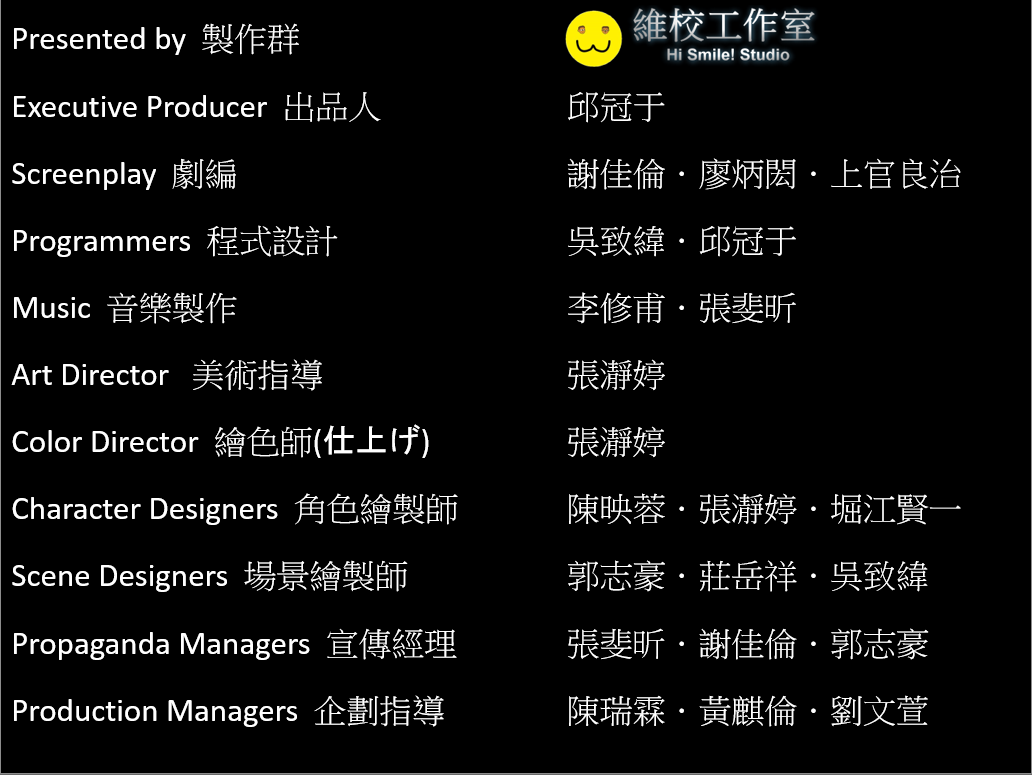 Presented by 製作群 維校工作室
Hi Smile! Studio
Executive Producer 出品人 邱冠于
Screenplay 劇編 謝佳倫．廖炳閎．上官良治
Programmers 程式設計 吳致緯．邱冠于
Music 音樂製作 李修甫．張斐昕
Art Director 美術指導 張瀞婷
Color Director 繪色師(仕上げ) 張瀞婷
Character Designers 角色繪製師 陳映蓉．張瀞婷．堀江賢一
Scene Designers 場景繪製師 郭志豪．莊岳祥．吳致緯
Propaganda Managers 宣傳經理 張斐昕．謝佳倫．郭志豪
Production Managers 企劃指導 陳瑞霖．黃麒倫．劉文萱